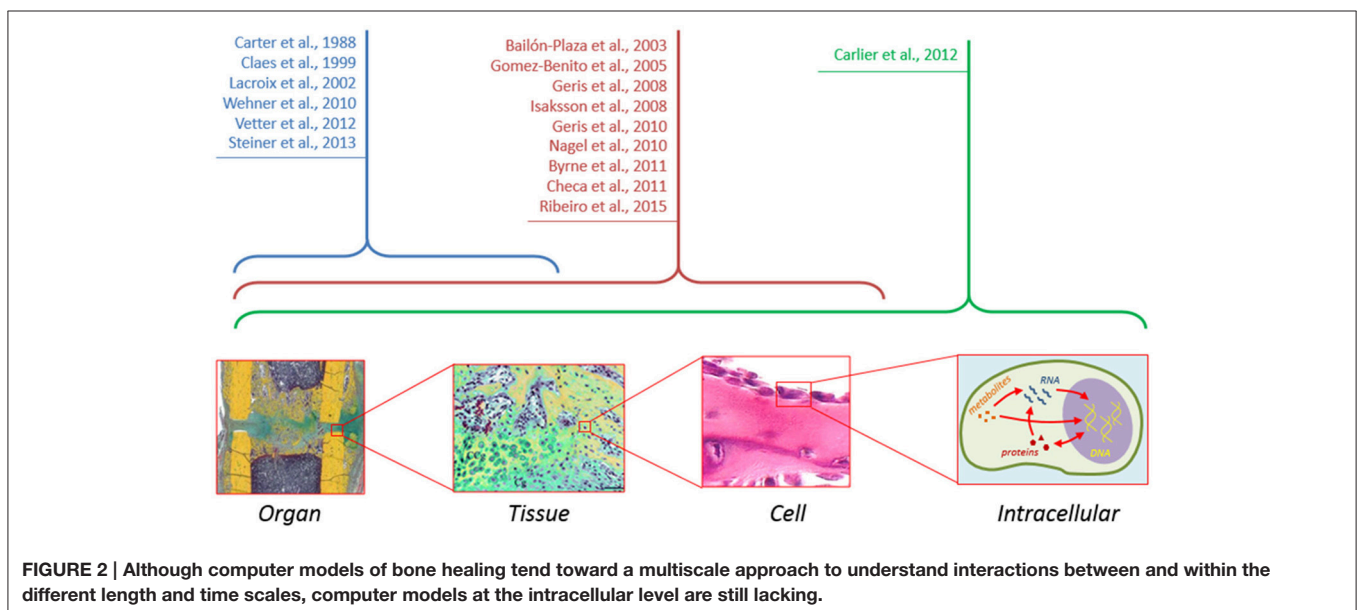 Carter et al., 1988
Claes et al., 1999
Lacroix et al., 2002
Wehner et al., 2010
Vetter et al., 2012
Steiner et al., 2013
Bailón-Plaza et al., 2003
Gomez-Benito et al., 2005
Geris et al., 2008
Isaksson et al., 2008
Geris et al., 2010
Nagel et al., 2010
Byrne et al., 2011
Checa et al., 2011
Ribeiro et al., 2015
Carlier et al., 2012
metabolites
RNA
proteins
DNA
Organ
Tissue
Cell
Intracellular
FIGURE 2 | Although computer models of bone healing tend toward a multiscale approach to understand interactions between and within the
different length and time scales, computer models at the intracellular level are still lacking.